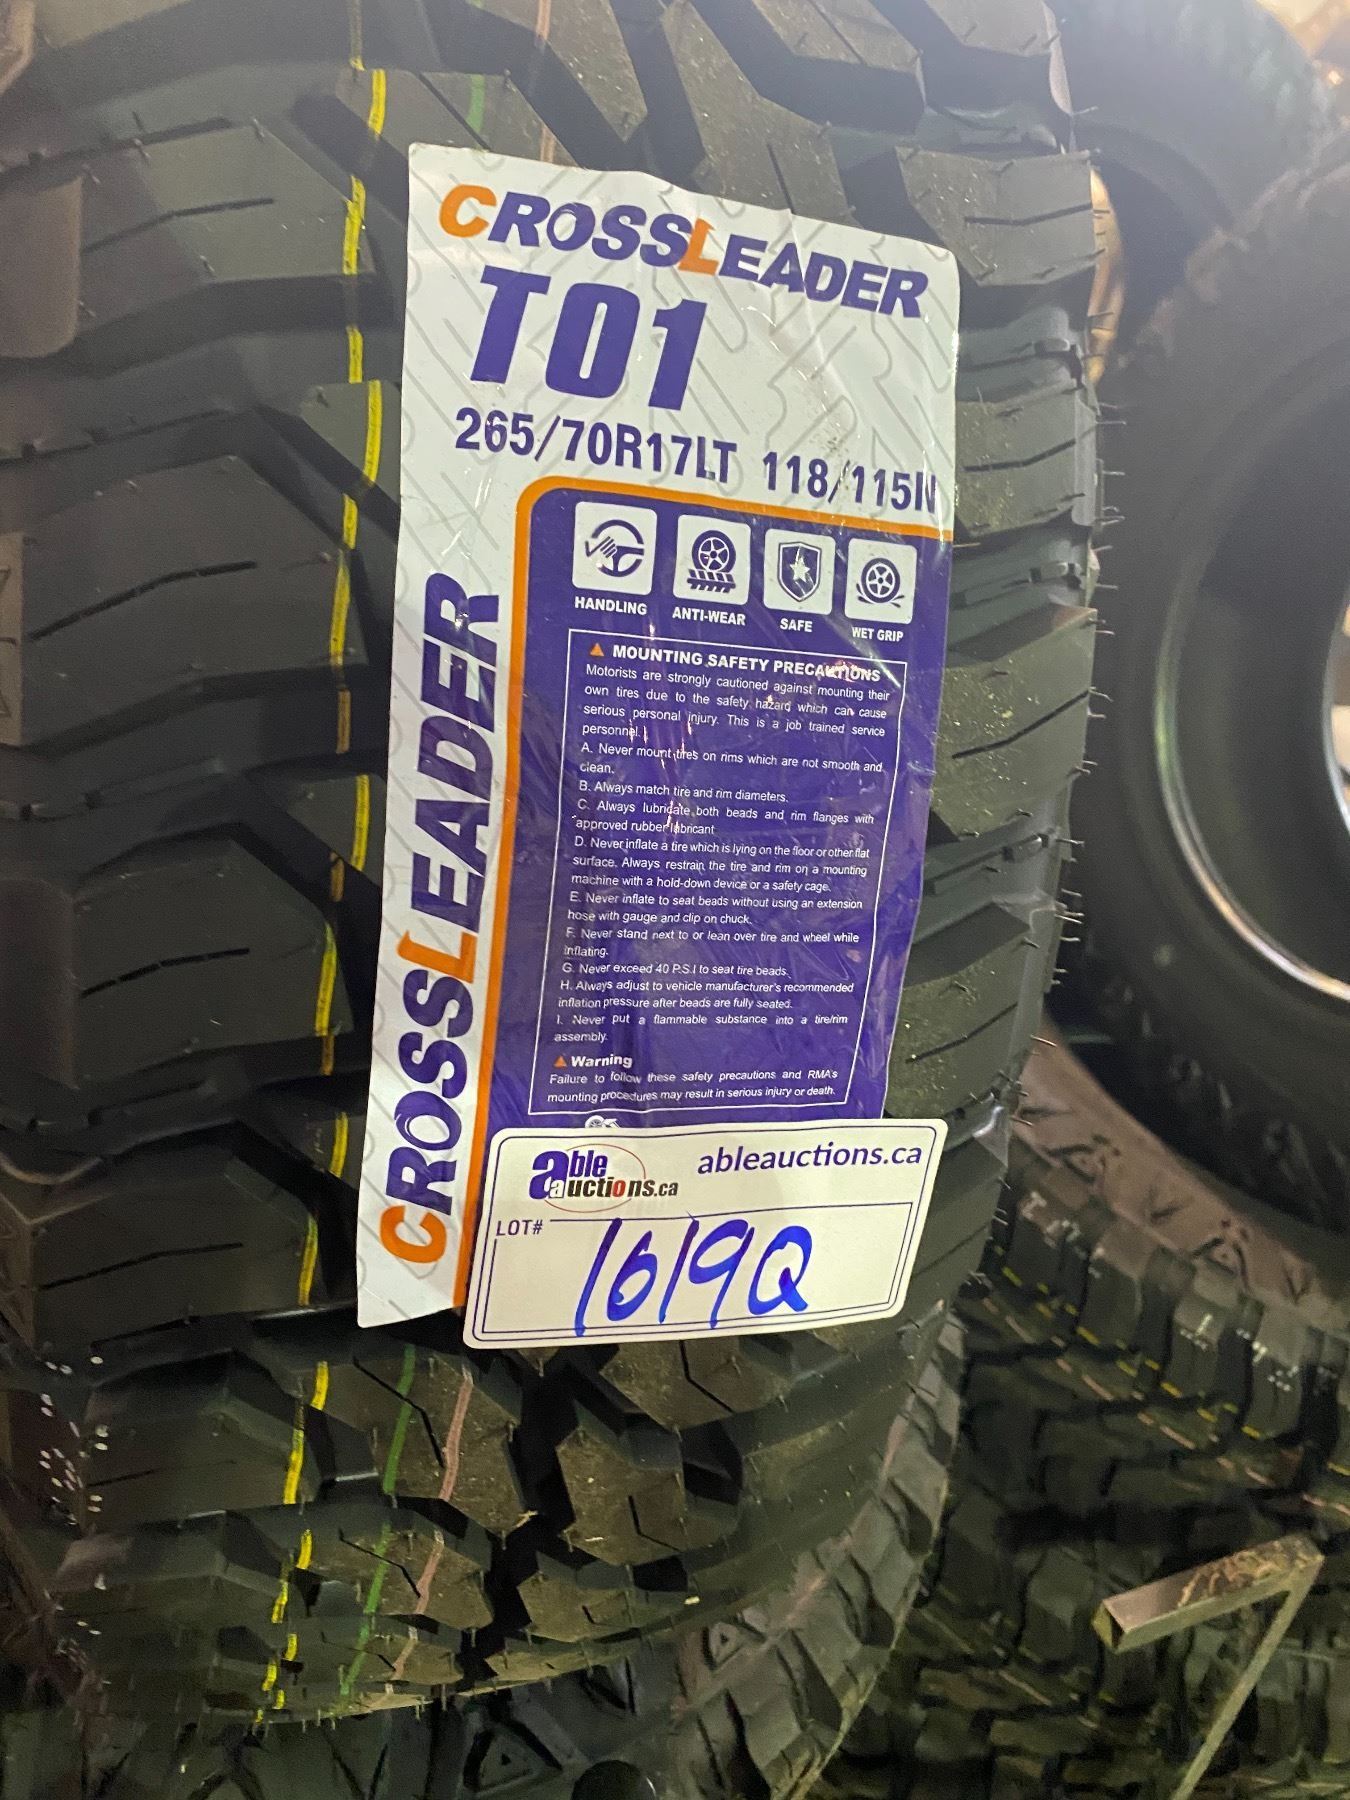 CROSSLEADER
T01
265/70R17LT 118/115N
HANDLING
ANTI-WEAR
SAFE
WET GRIP
CROSSLEADER
MOUNTING SAFETY PRECAUTIONS
Motorists are strongly cautioned against mounting their
own tires due to the safety hazard which can cause
serious personal injury. This is a job trained service
personnel.
A. Never mount tires on rims which are not smooth and
clean.
B. Always match tire and rim diameters.
C. Always lubricate both beads and rim flanges with
approved rubber lubricant
D. Never inflate a tire which is lying on the floor or other flat
surface. Always restrain the tire and rim on a mounting
machine with a hold-down device or a safety cage.
E. Never inflate to seat beads without using an extension
hose with gauge and clip on chuck.
F. Never stand next to or lean over tire and wheel while
inflating.
G. Never exceed 40 P.S.I to seat tire beads.
H. Always adjust to vehicle manufacturer's recommended
inflation pressure after beads are fully seated.
I. Never put a flammable substance into a tire/rim
assembly.
Warning
Failure to follow these safety precautions and RMA's
mounting procedures may result in serious injury or death.
able auctions.ca
ableauctions.ca
LOT#
1619Q